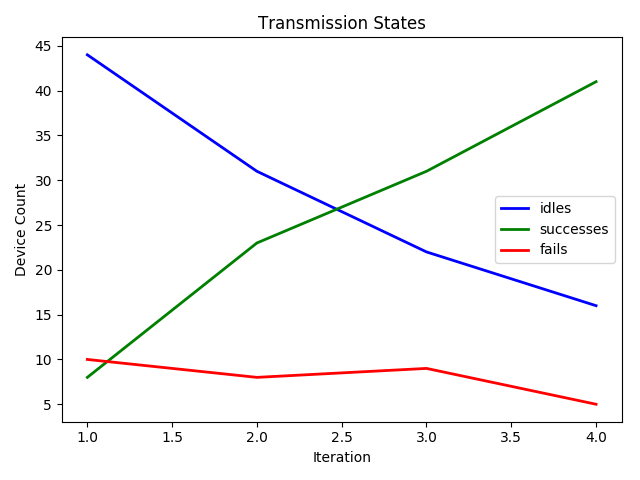 Transmission States
45
40
35
30
25
20
15
10
5
Device Count
idles
successes
fails
1.0 1.5 2.0 2.5 3.0 3.5 4.0
Iteration